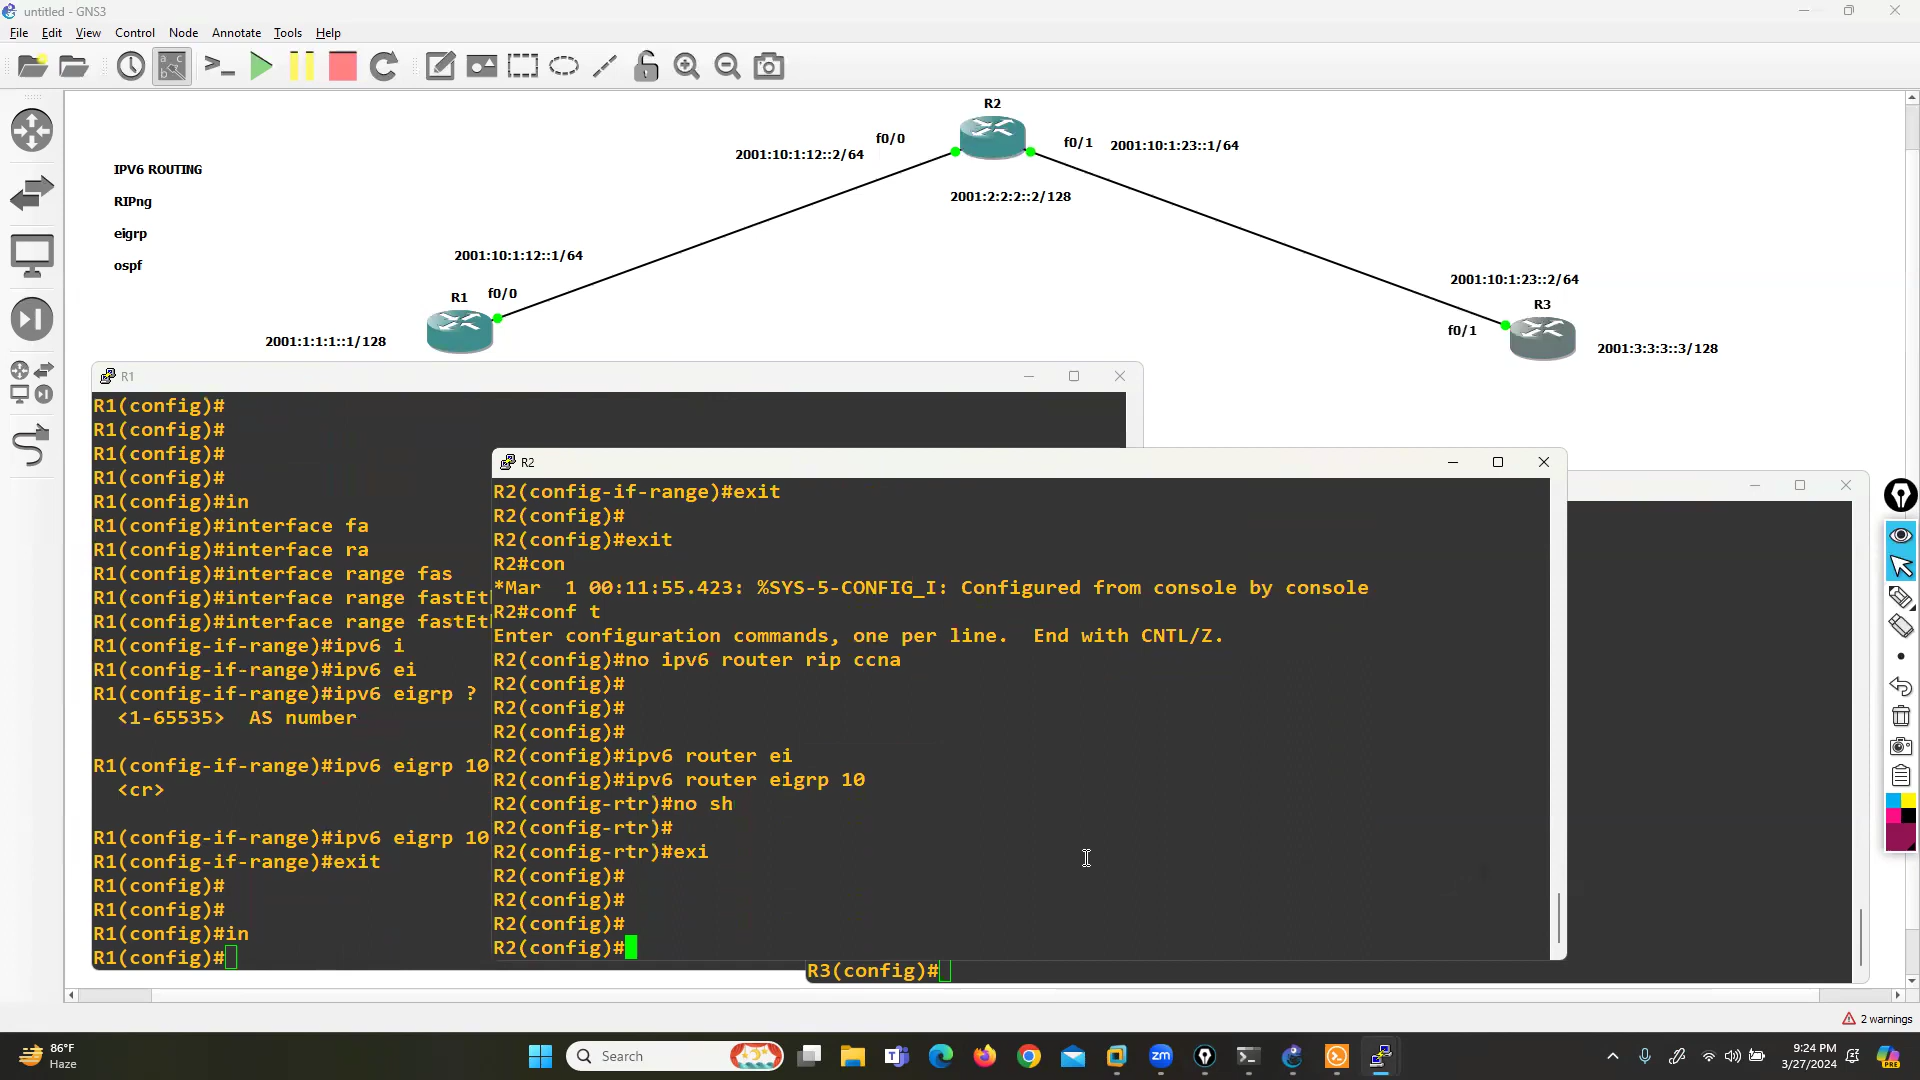 untitled - GNS3
File Edit View Control Node Annotate Tools Help
R2
f0/0
f0/1
2001:10:1:12::2/64
2001:10:1:23::1/64
IPV6 ROUTING
2001:2:2:2::2/128
RIPng
eigrp
2001:10:1:12::1/64
ospf
2001:10:1:23::2/64
R1
f0/0
R3
f0/1
2001:1:1:1::1/128
2001:3:3:3::3/128
R1
R1(config)#
R1(config)#
R1(config)#
R1(config)#
R1(config)#in
R1(config)#interface fa
R1(config)#interface ra
R1(config)#interface range fas
R1(config)#interface range fastEt
R1(config)#interface range fastEt
R1(config-if-range)#ipv6 i
R1(config-if-range)#ipv6 ei
R1(config-if-range)#ipv6 eigrp ?
<1-65535> AS number
R1(config-if-range)#ipv6 eigrp 10
<cr>
R1(config-if-range)#ipv6 eigrp 10
R1(config-if-range)#exit
R1(config)#
R1(config)#
R1(config)#in
R1(config)#
R2
R2(config-if-range)#exit
R2(config)#
R2(config)#exit
R2#con
*Mar  1 00:11:55.423: %SYS-5-CONFIG_I: Configured from console by console
R2#conf t
Enter configuration commands, one per line.  End with CNTL/Z.
R2(config)#no ipv6 router rip ccna
R2(config)#
R2(config)#
R2(config)#
R2(config)#ipv6 router ei
R2(config)#ipv6 router eigrp 10
R2(config-rtr)#no sh
R2(config-rtr)#
R2(config-rtr)#exi
R2(config)#
R2(config)#
R2(config)#
R2(config)#
R3(config)#
2 warnings
86°F
Haze
Search
9:24 PM
3/27/2024